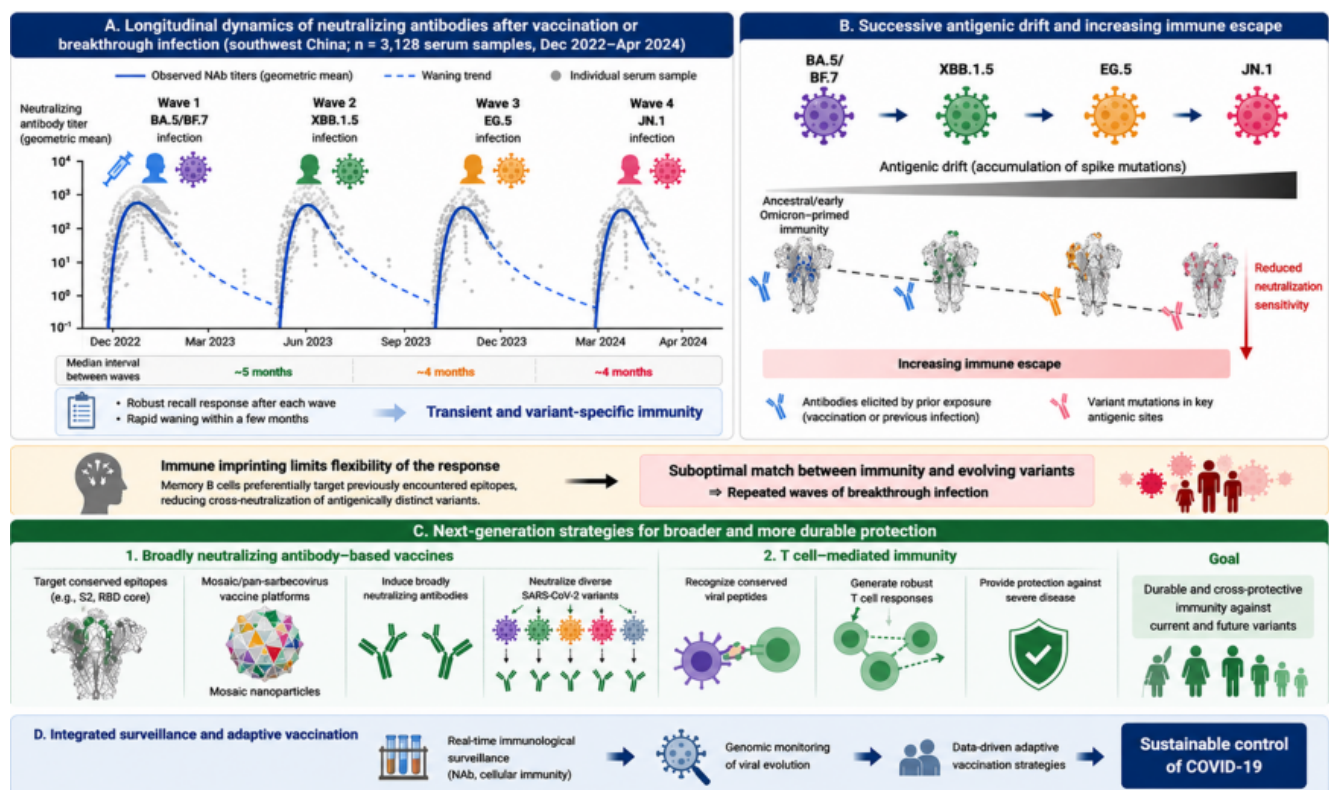 A. Longitudinal dynamics of neutralizing antibodies after vaccination or
breakthrough infection (southwest China; n = 3,128 serum samples, Dec 2022–Apr 2024)
Observed NAb titers (geometric mean)
Waning trend
Individual serum sample
Neutralizing
antibody titer
(geometric mean)
Wave 1
BA.5/BF.7
infection
Wave 2
XBB.1.5
infection
Wave 3
EG.5
infection
Wave 4
JN.1
infection
10⁴
10³
10²
10¹
10⁰
10⁻¹
Dec 2022
Mar 2023
Jun 2023
Sep 2023
Dec 2023
Mar 2024
Apr 2024
Median interval
between waves
~5 months
~4 months
~4 months
• Robust recall response after each wave
• Rapid waning within a few months
Transient and variant-specific immunity
B. Successive antigenic drift and increasing immune escape
BA.5/
BF.7
XBB.1.5
EG.5
JN.1
Antigenic drift (accumulation of spike mutations)
Ancestral/early
Omicron–primed
immunity
Reduced
neutralization
sensitivity
Increasing immune escape
Antibodies elicited by prior exposure
(vaccination or previous infection)
Variant mutations in key
antigenic sites
Immune imprinting limits flexibility of the response
Memory B cells preferentially target previously encountered epitopes,
reducing cross-neutralization of antigenically distinct variants.
Suboptimal match between immunity and evolving variants
⇒ Repeated waves of breakthrough infection
C. Next-generation strategies for broader and more durable protection
1. Broadly neutralizing antibody–based vaccines
Target conserved epitopes
(e.g., S2, RBD core)
Mosaic/pan-sarbecovirus
vaccine platforms
Mosaic nanoparticles
Induce broadly
neutralizing antibodies
Neutralize diverse
SARS-CoV-2 variants
2. T cell–mediated immunity
Recognize conserved
viral peptides
Generate robust
T cell responses
Provide protection against
severe disease
Goal
Durable and cross-protective
immunity against
current and future variants
D. Integrated surveillance and adaptive vaccination
Real-time immunological
surveillance
(NAb, cellular immunity)
Genomic monitoring
of viral evolution
Data-driven adaptive
vaccination strategies
Sustainable control
of COVID-19